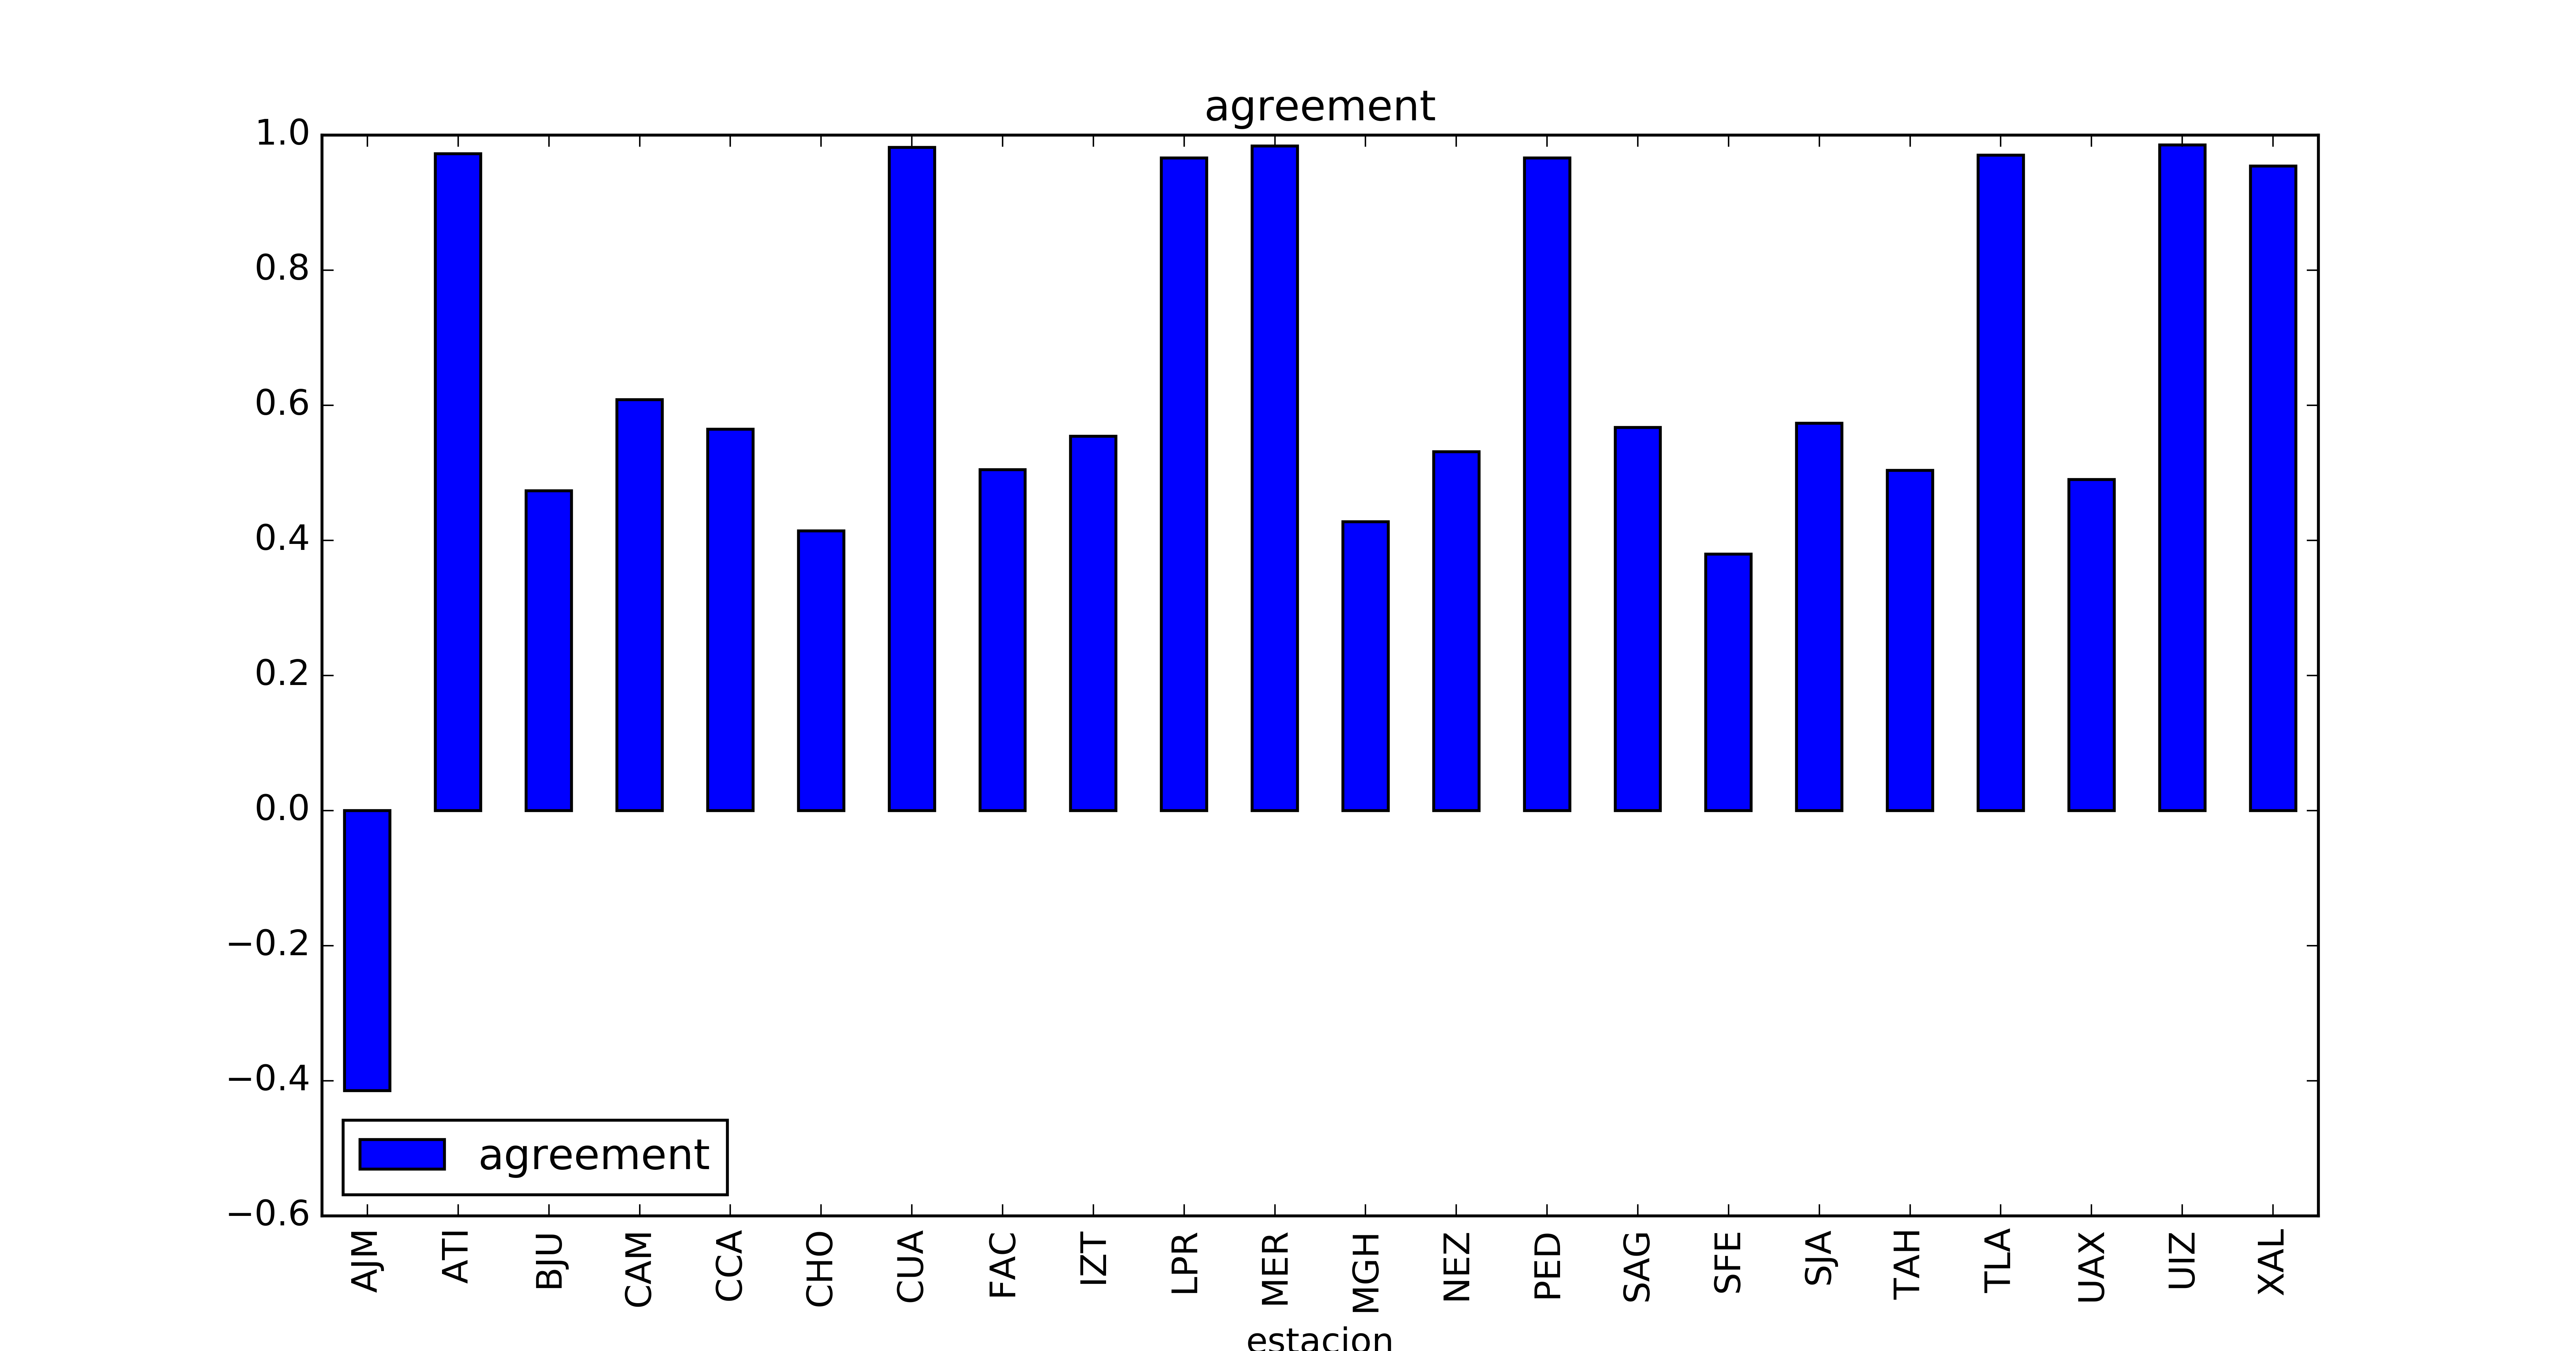 agreement
1.0
0.8
0.6
0.4
0.2
0.0
−0.2
−0.4
−0.6
agreement
AJM ATI BJU CAM CCA CHO CUA FAC IZT LPR MER MGH NEZ PED SAG SFE SJA TAH TLA UAX UIZ XAL
estacion